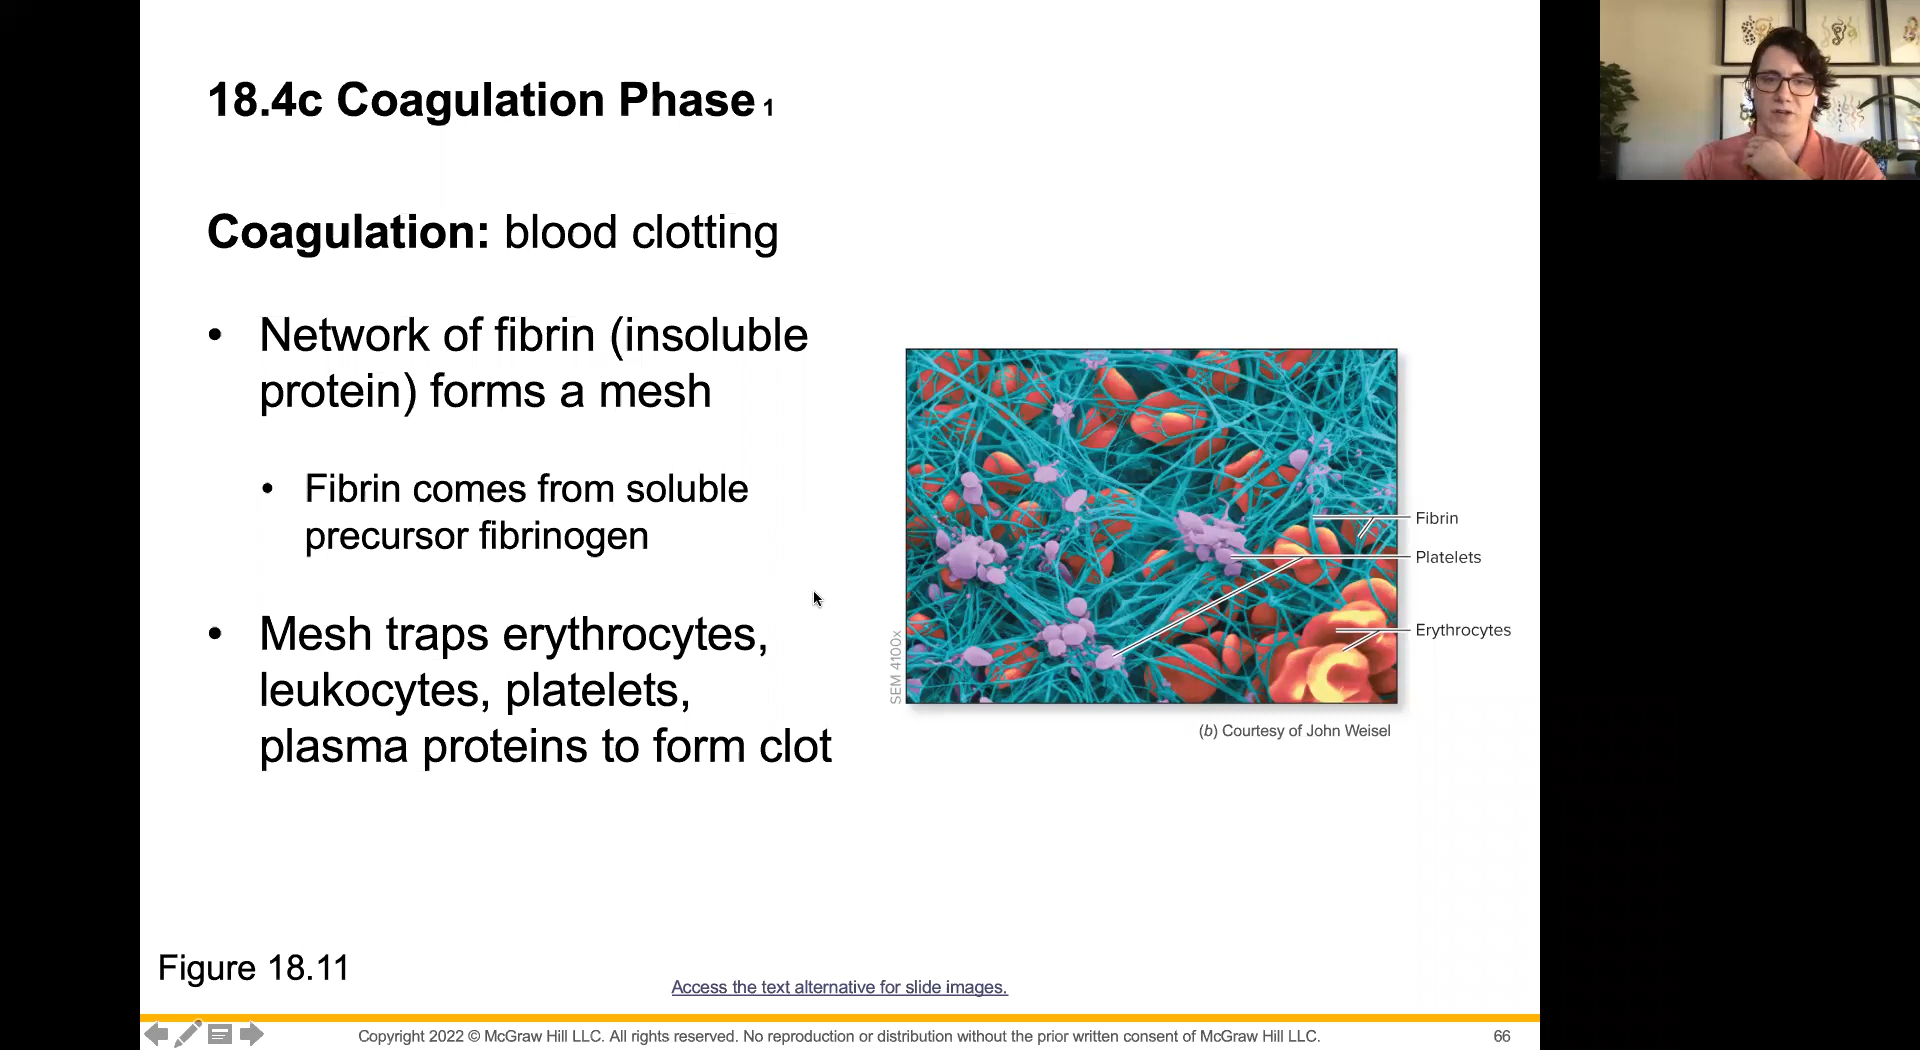 18.4c Coagulation Phase 1
Coagulation: blood clotting
• Network of fibrin (insoluble
protein) forms a mesh
• Fibrin comes from soluble
precursor fibrinogen
• Mesh traps erythrocytes,
leukocytes, platelets,
plasma proteins to form clot
SEM 4100x
Fibrin
Platelets
Erythrocytes
(b) Courtesy of John Weisel
Figure 18.11
Access the text alternative for slide images.
Copyright 2022 © McGraw Hill LLC. All rights reserved. No reproduction or distribution without the prior written consent of McGraw Hill LLC.
66